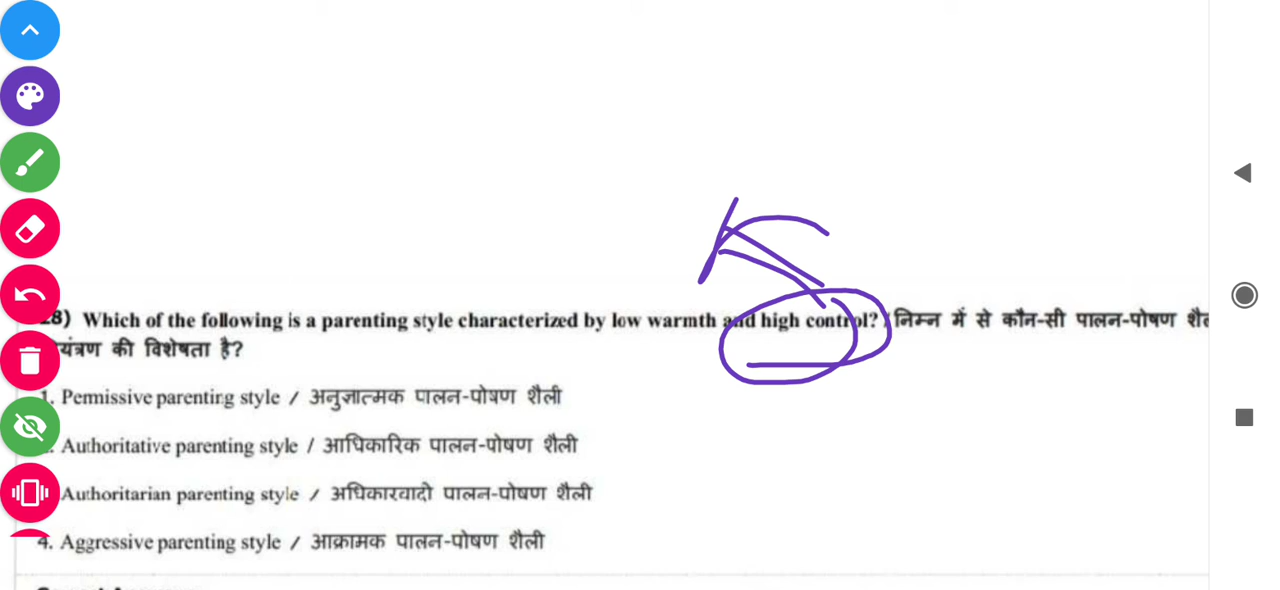 8) Which of the following is a parenting style characterized by low warmth and high control? / निम्न में से कौन-सी पालन-पोषण
यंत्रण की विशेषता है?
1. Permissive parenting style / अनुज्ञात्मक पालन-पोषण शैली
Authoritative parenting style / आधिकारिक पालन-पोषण शैली
Authoritarian parenting style / अधिकारवादी पालन-पोषण शैली
4. Aggressive parenting style / आक्रामक पालन-पोषण शैली